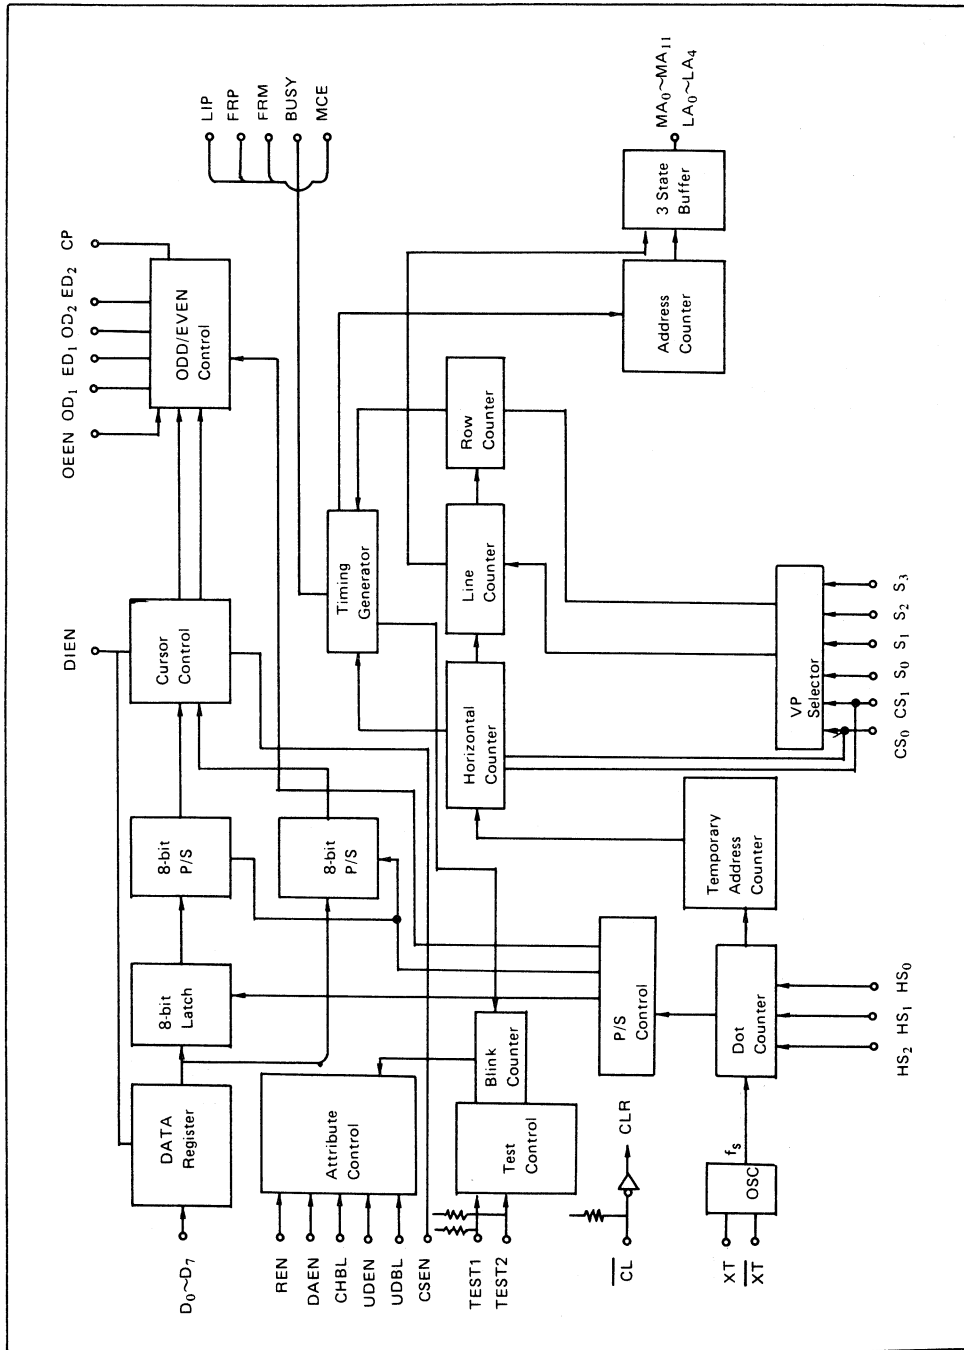 LIP
FRP
FRM
BUSY
MCE
MA₀~MA₁₁
LA₀~LA₄
OEEN
OD₁
ED₁
OD₂
ED₂
CP
ODD/EVEN
Control
3 State
Buffer
Address
Counter
Row
Counter
Line
Counter
Horizontal
Counter
Timing
Generator
DIEN
Cursor
Control
VP
Selector
CS₀
CS₁
S₀
S₁
S₂
S₃
8-bit
P/S
8-bit
P/S
Temporary
Address
Counter
8-bit
Latch
P/S
Control
Dot
Counter
HS₂
HS₁
HS₀
DATA
Register
Attribute
Control
Blink
Counter
Test
Control
CLR
fs
OSC
D₀~D₇
REN
DAEN
CHBL
UDEN
UDBL
CSEN
TEST1
TEST2
C̅L̅
XT
X̅T̅